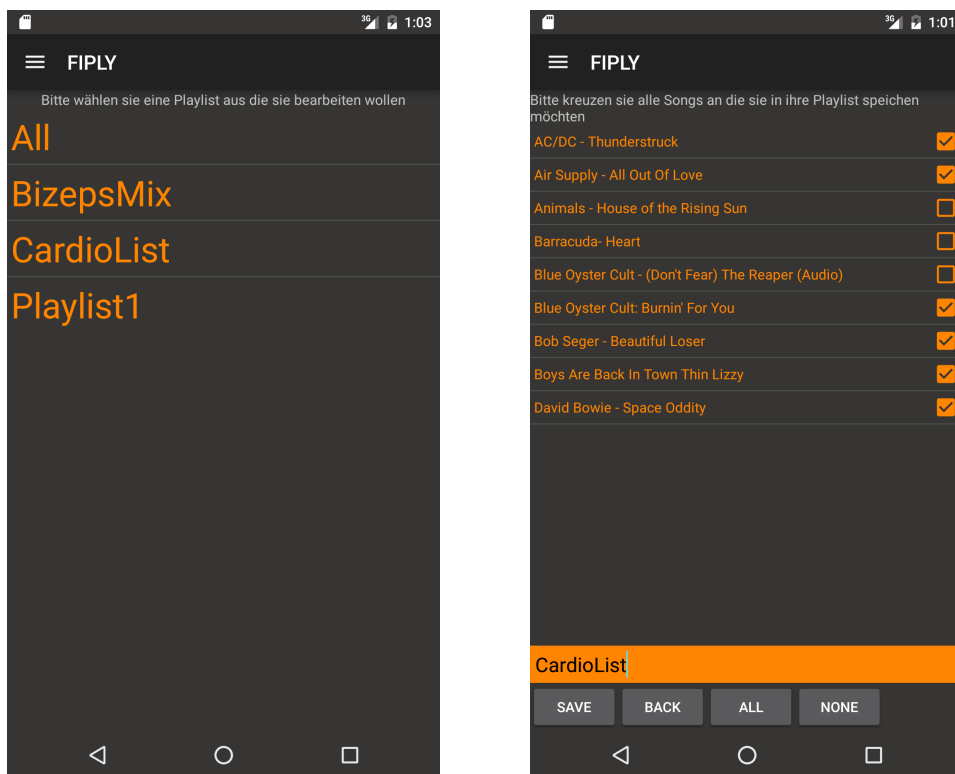 3G 1:03
FIPLY
Bitte wählen sie eine Playlist aus die sie bearbeiten wollen
All
BizepsMix
CardioList
Playlist1
3G 1:01
FIPLY
Bitte kreuzen sie alle Songs an die sie in ihre Playlist speichen
möchten
AC/DC - Thunderstruck
Air Supply - All Out Of Love
Animals - House of the Rising Sun
Barracuda- Heart
Blue Oyster Cult - (Don't Fear) The Reaper (Audio)
Blue Oyster Cult: Burnin' For You
Bob Seger - Beautiful Loser
Boys Are Back In Town Thin Lizzy
David Bowie - Space Oddity
CardioList
SAVE BACK ALL NONE